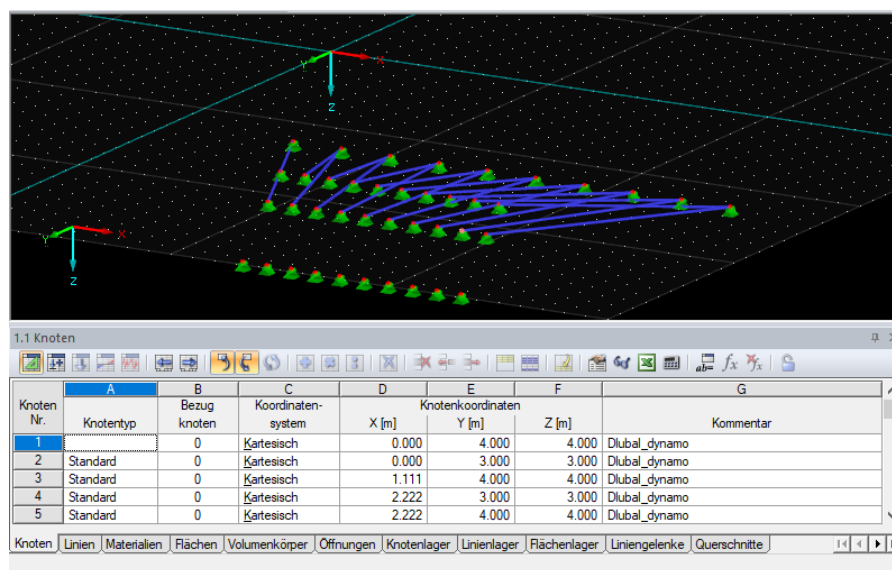 X
Y
Z
X
Y
Z
1.1 Knoten
A B C D E F G
Knoten Bezug Koordinaten- Knotenkoordinaten
Nr. Knotentyp knoten system X [m] Y [m] Z [m] Kommentar
1 0 Kartesisch 0.000 4.000 4.000 Dlubal_dynamo
2 Standard 0 Kartesisch 0.000 3.000 3.000 Dlubal_dynamo
3 Standard 0 Kartesisch 1.111 4.000 4.000 Dlubal_dynamo
4 Standard 0 Kartesisch 2.222 3.000 3.000 Dlubal_dynamo
5 Standard 0 Kartesisch 2.222 4.000 4.000 Dlubal_dynamo
Knoten Linien Materialien Flächen Volumenkörper Öffnungen Knotenlager Linienlager Flächenlager Liniengelenke Querschnitte